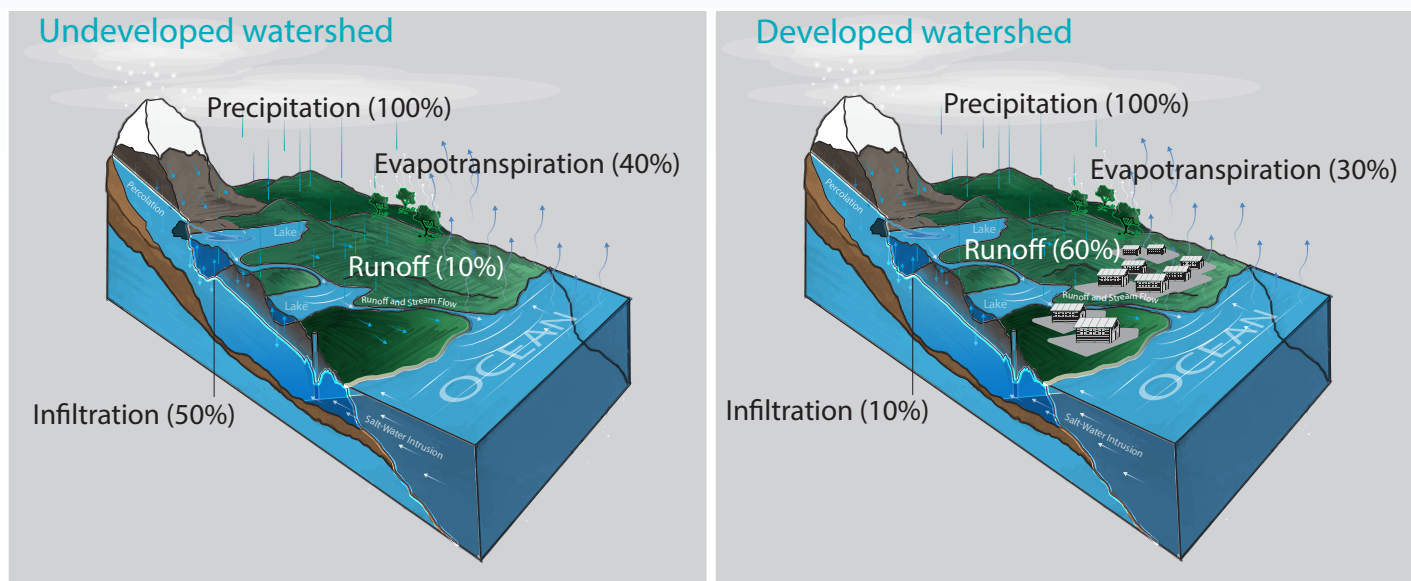 Undeveloped watershed
Precipitation (100%)
Evapotranspiration (40%)
Percolation
Lake
Runoff (10%)
Lake
Runoff and Stream Flow
OCEAN
Infiltration (50%)
Salt-Water Intrusion
Developed watershed
Precipitation (100%)
Evapotranspiration (30%)
Percolation
Lake
Runoff (60%)
Lake
Runoff and Stream Flow
OCEAN
Infiltration (10%)
Salt-Water Intrusion